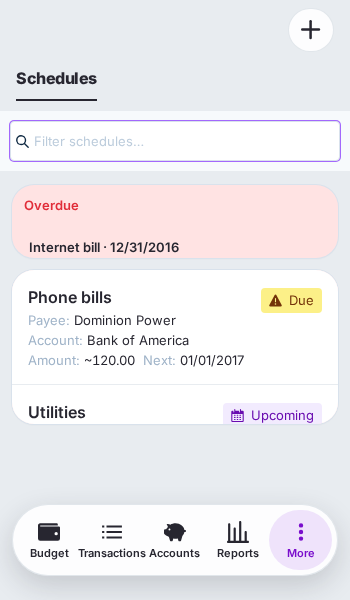 Schedules
Filter schedules...
Overdue
Internet bill · 12/31/2016
Phone bills
Due
Payee: Dominion Power
Account: Bank of America
Amount: ~120.00 Next: 01/01/2017
Utilities
Upcoming
Budget
Transactions
Accounts
Reports
More